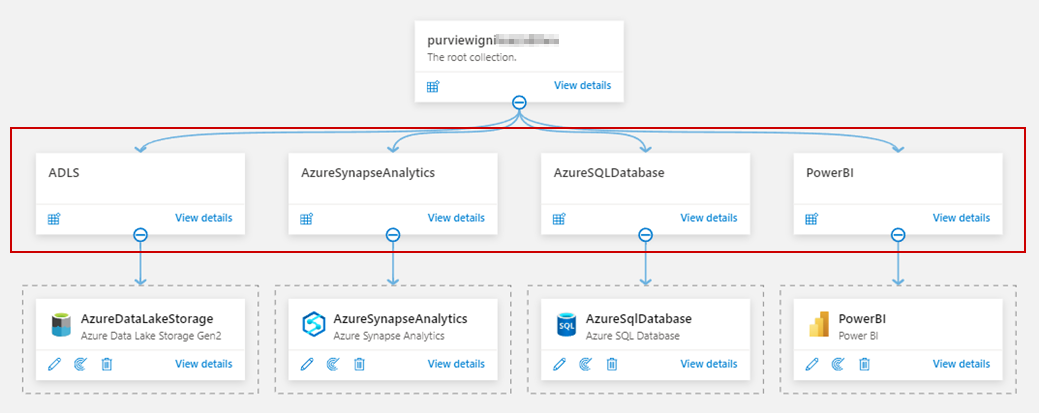 The root collection.
View details
ADLS
View details
AzureSynapseAnalytics
View details
AzureSQLDatabase
View details
PowerBI
View details
AzureDataLakeStorage
Azure Data Lake Storage Gen2
View details
AzureSynapseAnalytics
Azure Synapse Analytics
View details
SQL
AzureSqlDatabase
Azure SQL Database
View details
PowerBI
Power BI
View details